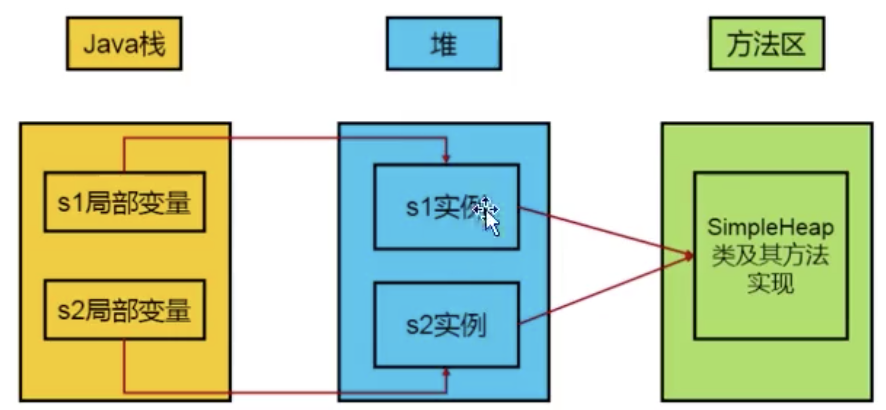 Java栈
堆
方法区
s1局部变量
s2局部变量
s1实例
s2实例
SimpleHeap
类及其方法
实现